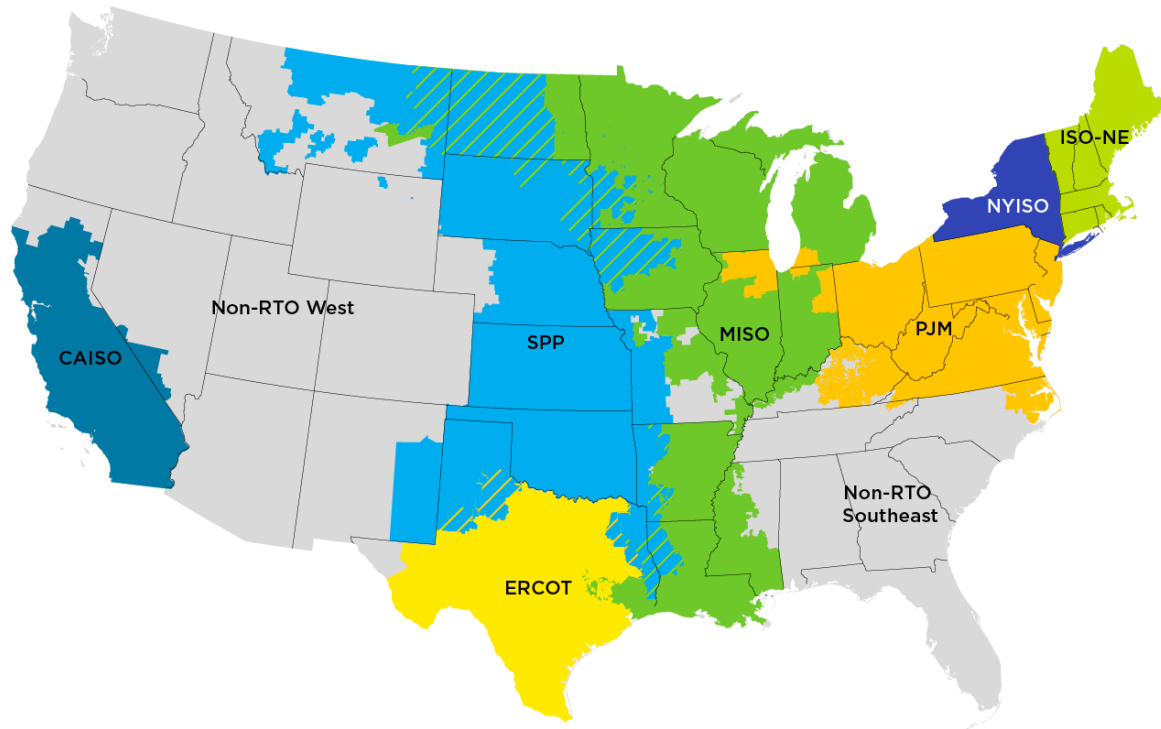 ISO-NE
NYISO
Non-RTO West
PJM
MISO
SPP
CAISO
Non-RTO
Southeast
ERCOT